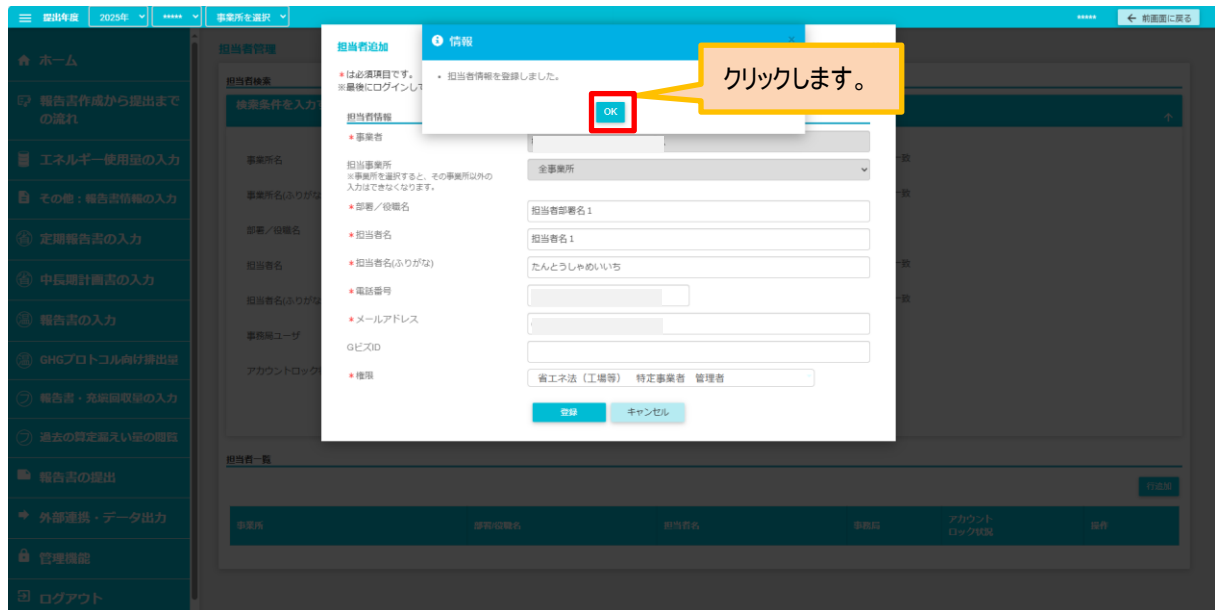 提出年度 2025年 ***** 事業所を選択 ***** ← 前画面に戻る
ホーム
報告書作成から提出まで
の流れ
エネルギー使用量の入力
その他：報告書情報の入力
定期報告書の入力
中長期計画書の入力
報告書の入力
GHGプロトコル向け排出量
報告書・充填回収量の入力
過去の算定漏えい量の閲覧
報告書の提出
外部連携・データ出力
管理機能
ログアウト
担当者管理
担当者検索
検索条件を入力
事業所名
事業所名(ふりがな
部署／役職名
担当者名
担当者名(ふりがな
事務局ユーザ
アカウントロック
一致
一致
一致
一致
担当者追加
*は必須項目です。
※最後にログインして
担当者情報
*事業者
担当事業所 全事業所
※事業所を選択すると、その事業所以外の
入力はできなくなります。
*部署／役職名 担当者部署名１
*担当者名 担当者名１
*担当者名(ふりがな) たんとうしゃめいいち
*電話番号
*メールアドレス
GビズID
*権限 省エネ法（工場等） 特定事業者 管理者
登録 キャンセル
情報 ×
・ 担当者情報を登録しました。
OK
クリックします。
担当者一覧
行追加
事業所 部署/役職名 担当者名 事務局 アカウント
ロック状況 操作